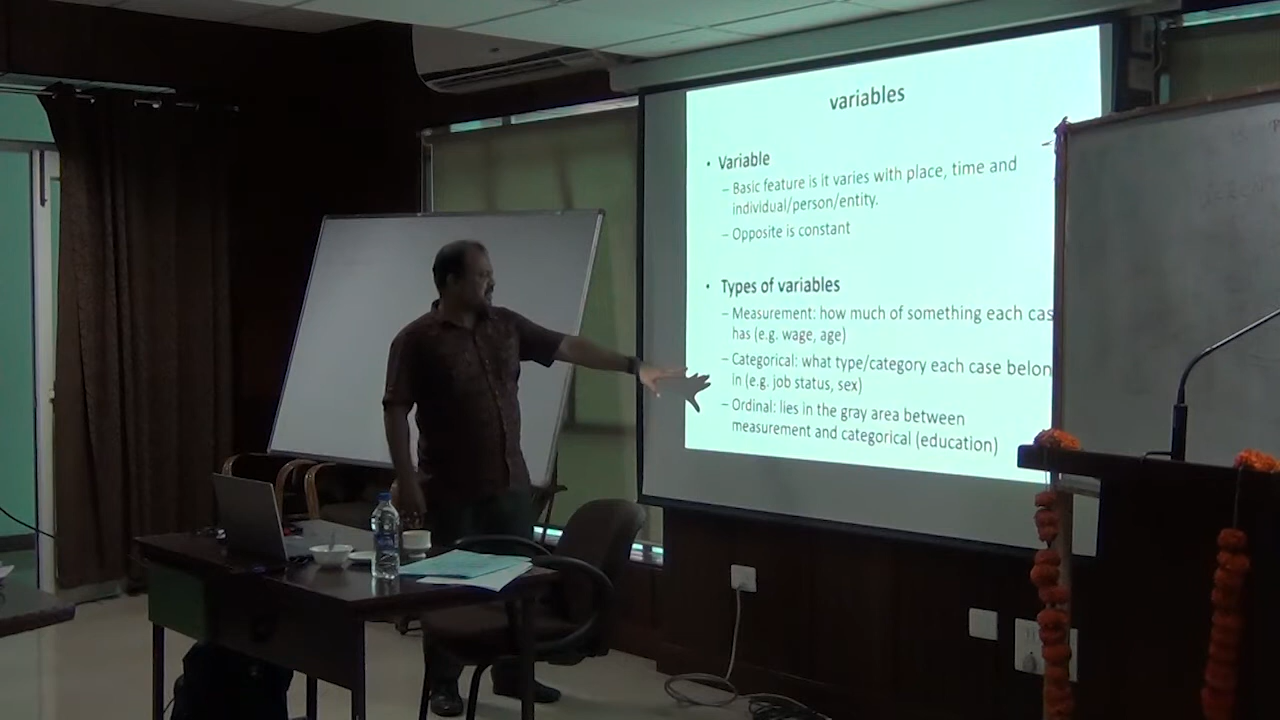 variables
• Variable
– Basic feature is it varies with place, time and
individual/person/entity.
– Opposite is constant
• Types of variables
– Measurement: how much of something each cas
has (e.g. wage, age)
– Categorical: what type/category each case belon
in (e.g. job status, sex)
– Ordinal: lies in the gray area between
measurement and categorical (education)